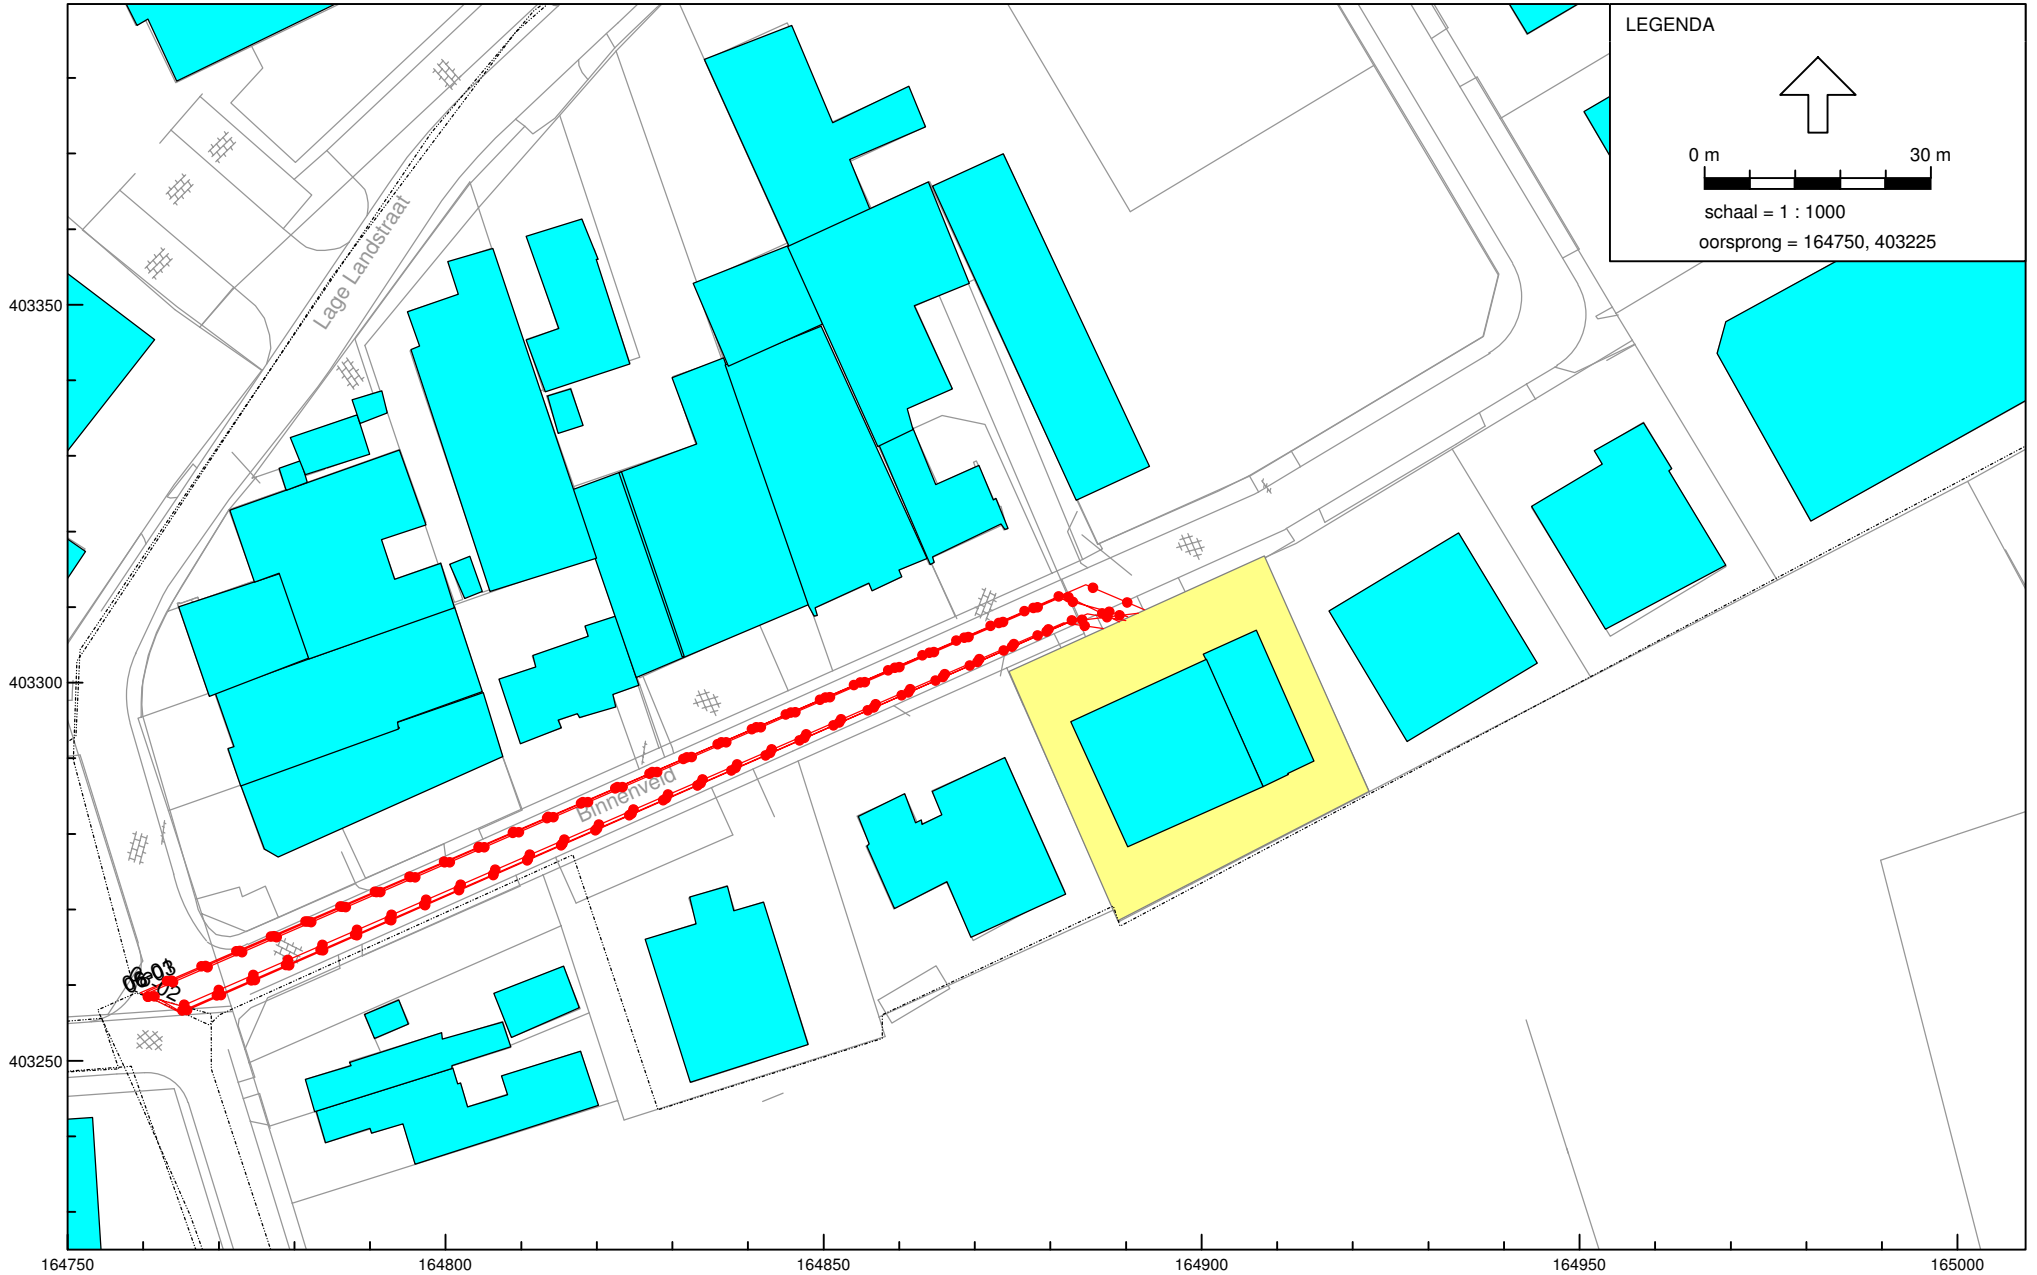 LEGENDA
0 m 30 m
schaal = 1 : 1000
oorsprong = 164750, 403225
Lage Landstraat
403350
403300
Binnenveld
403250
164750 164800 164850 164900 164950 165000